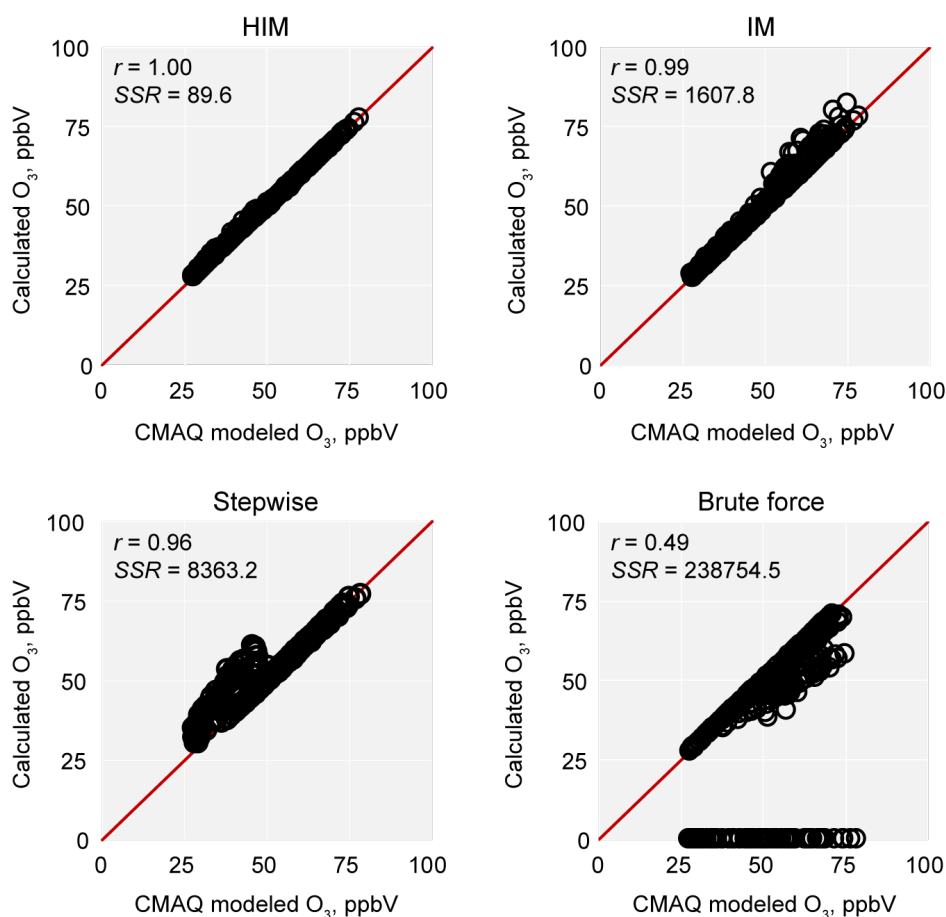 HIM
r = 1.00
SSR = 89.6
100
75
50
25
0
Calculated O₃, ppbV
0 25 50 75 100
CMAQ modeled O₃, ppbV
IM
r = 0.99
SSR = 1607.8
100
75
50
25
0
Calculated O₃, ppbV
0 25 50 75 100
CMAQ modeled O₃, ppbV
Stepwise
r = 0.96
SSR = 8363.2
100
75
50
25
0
Calculated O₃, ppbV
0 25 50 75 100
CMAQ modeled O₃, ppbV
Brute force
r = 0.49
SSR = 238754.5
100
75
50
25
0
Calculated O₃, ppbV
0 25 50 75 100
CMAQ modeled O₃, ppbV